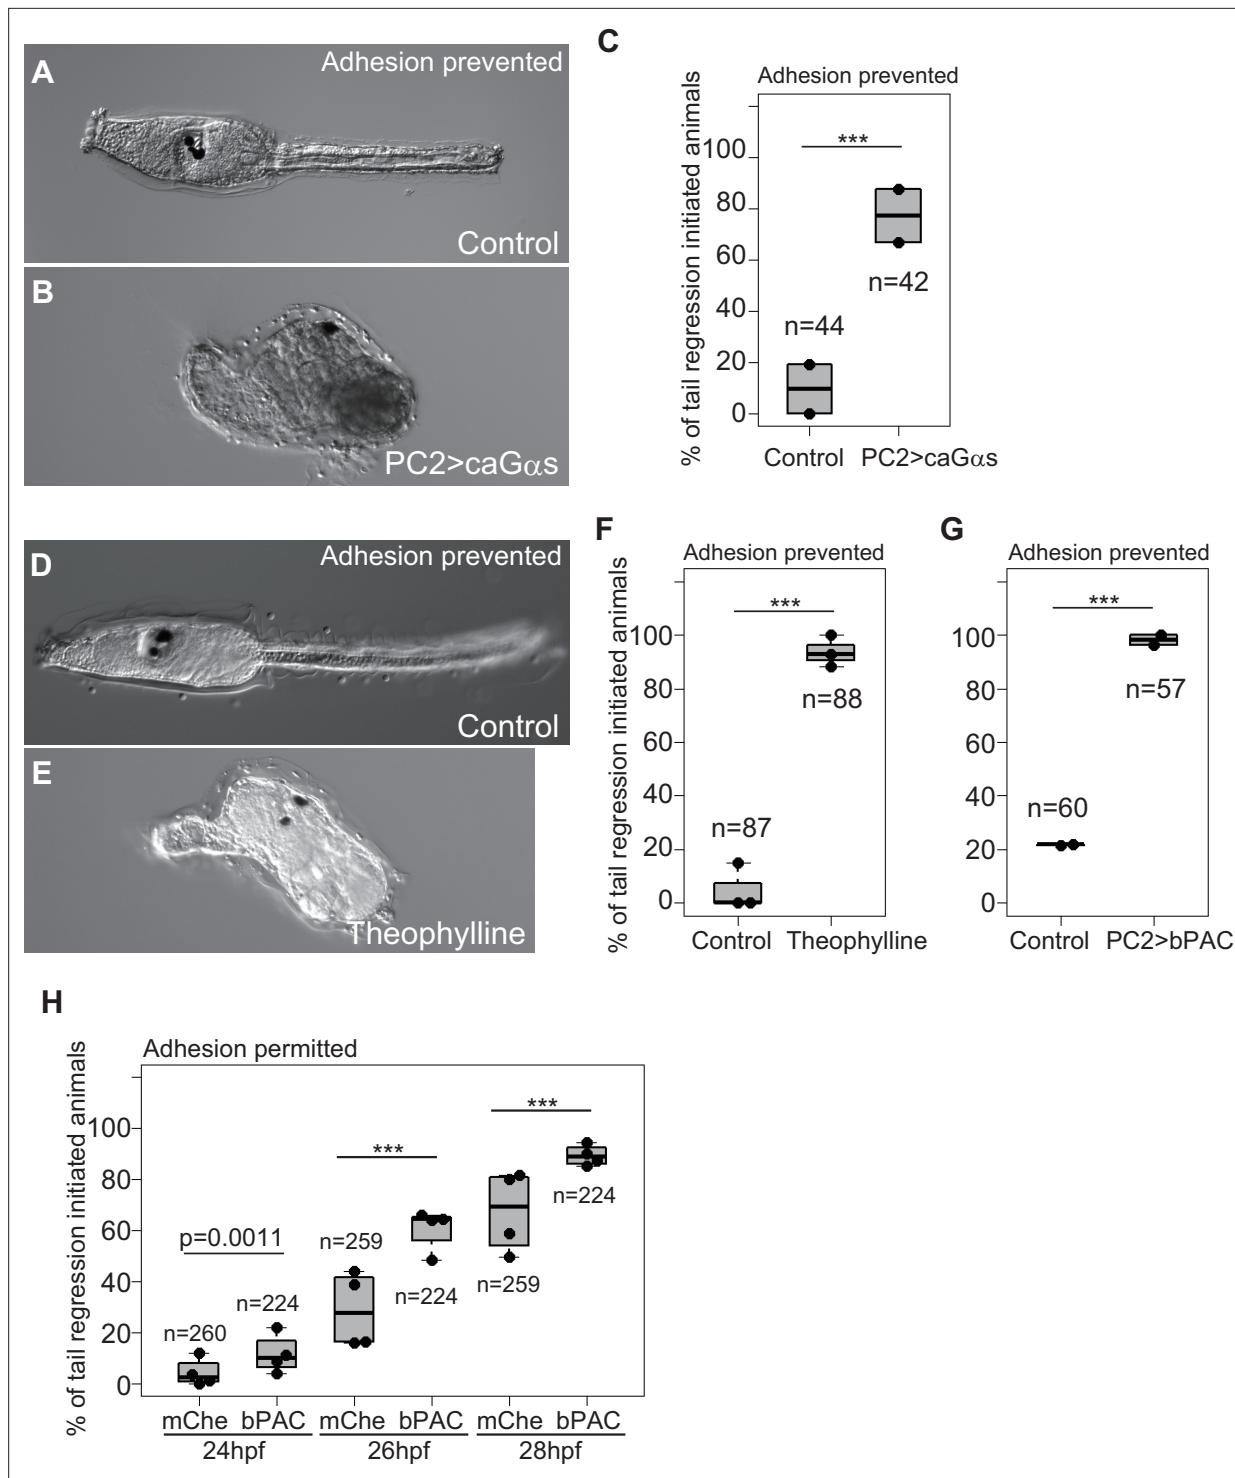 A
Adhesion prevented
Control
B
PC2>caGαs
C
Adhesion prevented
% of tail regression initiated animals
100
80
60
40
20
0
***
n=44
n=42
Control
PC2>caGαs
D
Adhesion prevented
Control
E
Theophylline
F
Adhesion prevented
% of tail regression initiated animals
100
80
60
40
20
0
***
n=87
n=88
Control
Theophylline
G
Adhesion prevented
100
80
60
40
20
0
***
n=60
n=57
Control
PC2>bPAC
H
Adhesion permitted
% of tail regression initiated animals
100
80
60
40
20
0
p=0.0011
***
***
n=260
n=224
n=259
n=224
n=259
n=224
mChe bPAC mChe bPAC mChe bPAC
24hpf 26hpf 28hpf